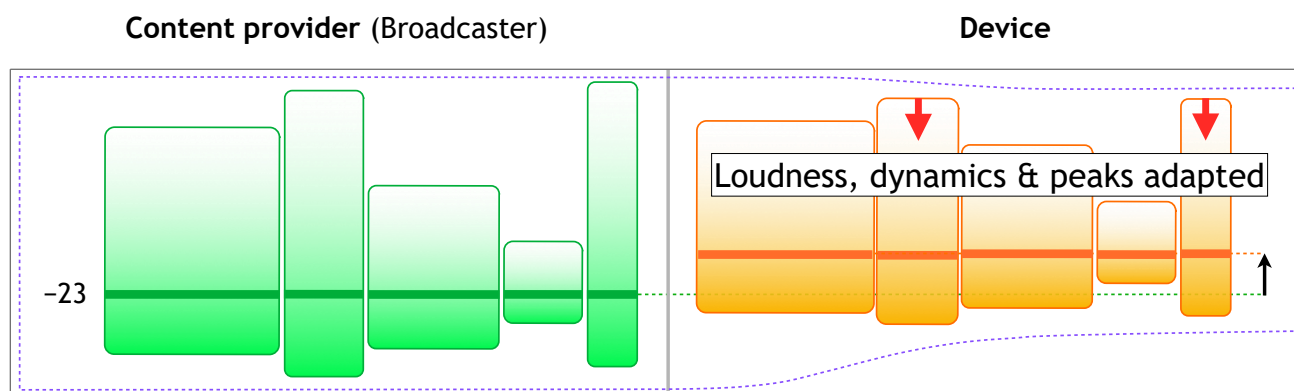 Content provider (Broadcaster)
Device
Loudness, dynamics & peaks adapted
–23